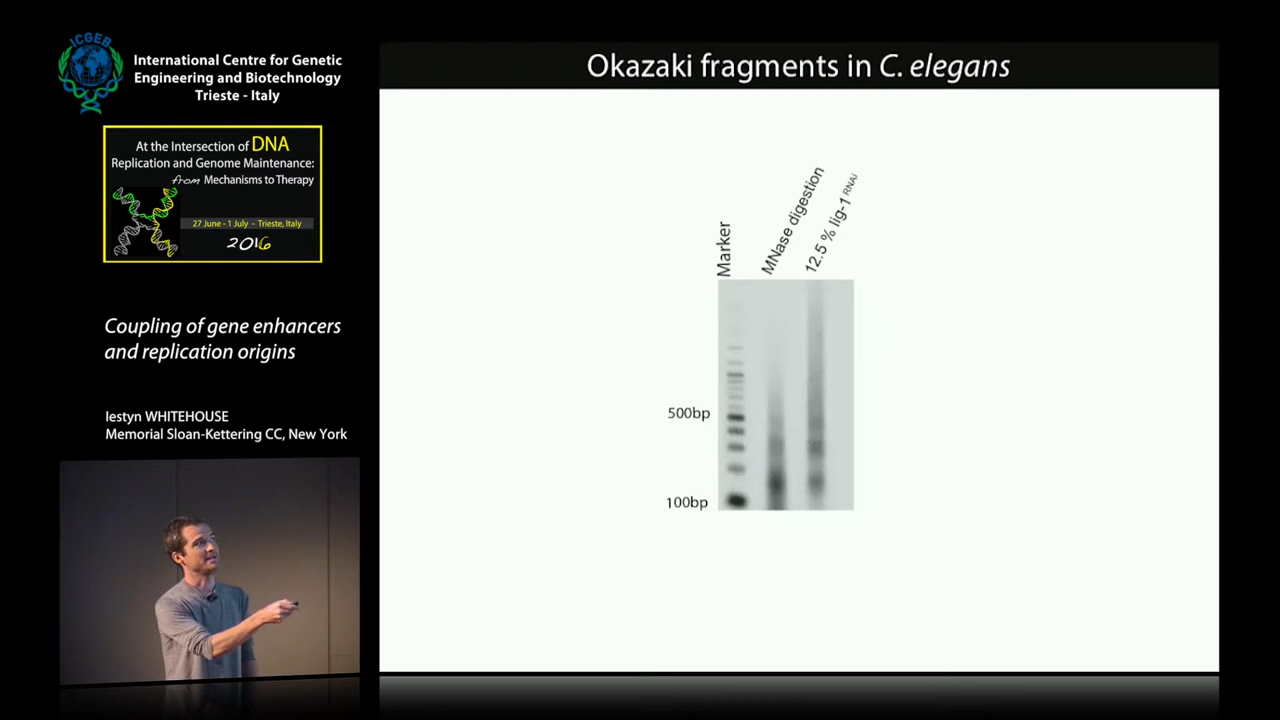 ICGEB
International Centre for Genetic
Engineering and Biotechnology
Trieste - Italy
At the Intersection of DNA
Replication and Genome Maintenance:
from Mechanisms to Therapy
27 June - 1 July - Trieste, Italy
2016
Coupling of gene enhancers
and replication origins
Iestyn WHITEHOUSE
Memorial Sloan-Kettering CC, New York
Okazaki fragments in C. elegans
Marker
MNase digestion
12.5 % lig-1 RNAi
500bp
100bp